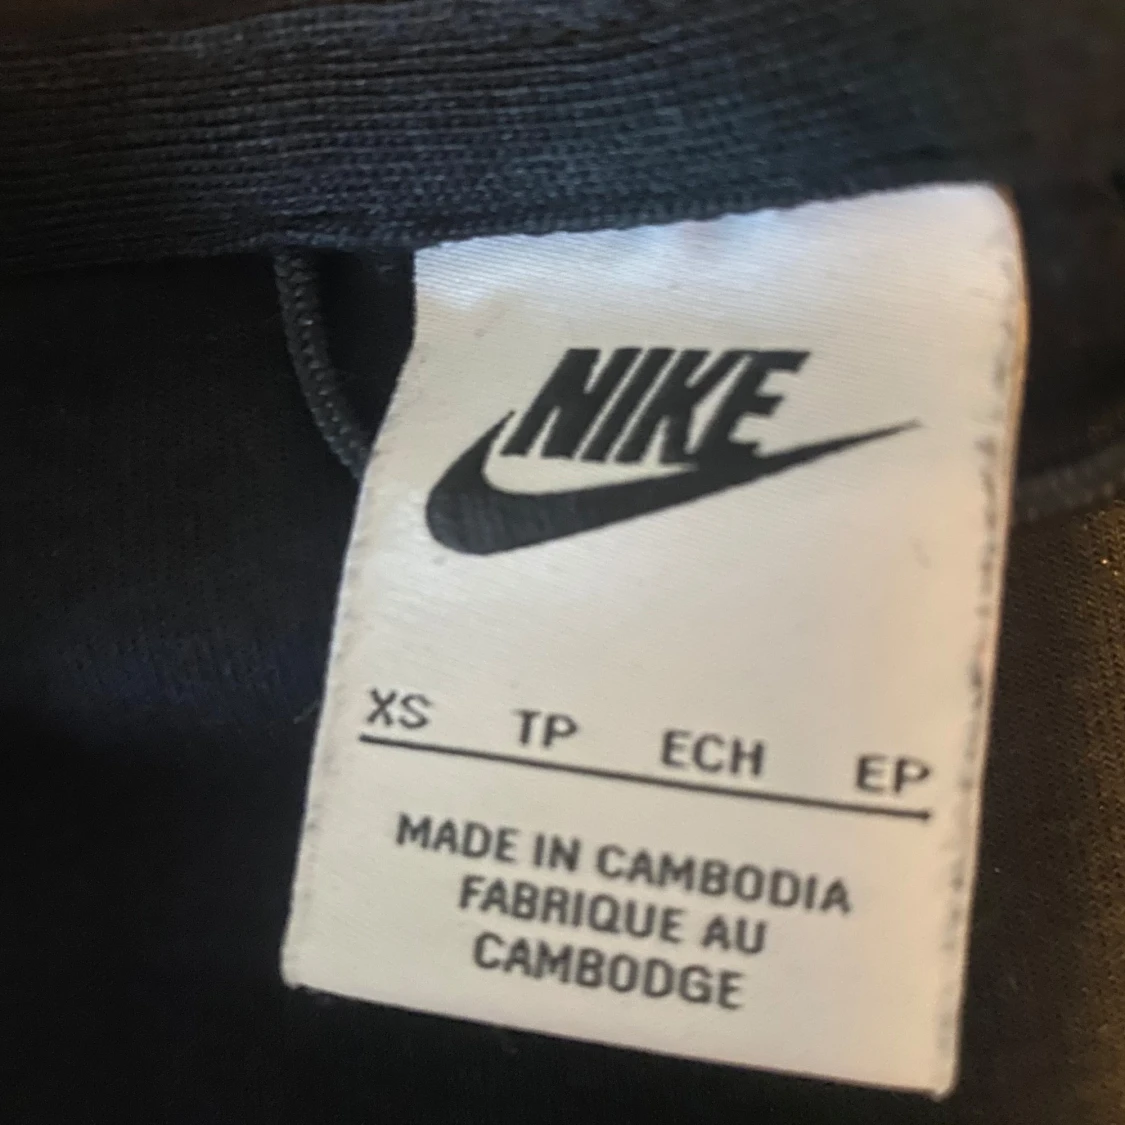 NIKE
XS TP ECH EP
MADE IN CAMBODIA
FABRIQUE AU
CAMBODGE